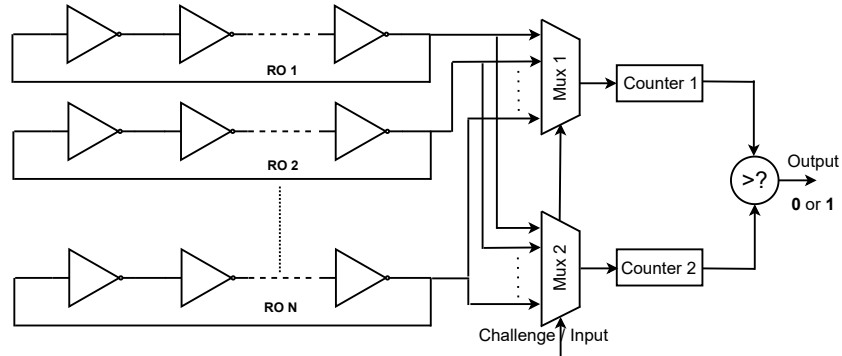 RO 1
RO 2
RO N
Mux 1
Mux 2
Counter 1
Counter 2
>?
Output
0 or 1
Challenge / Input